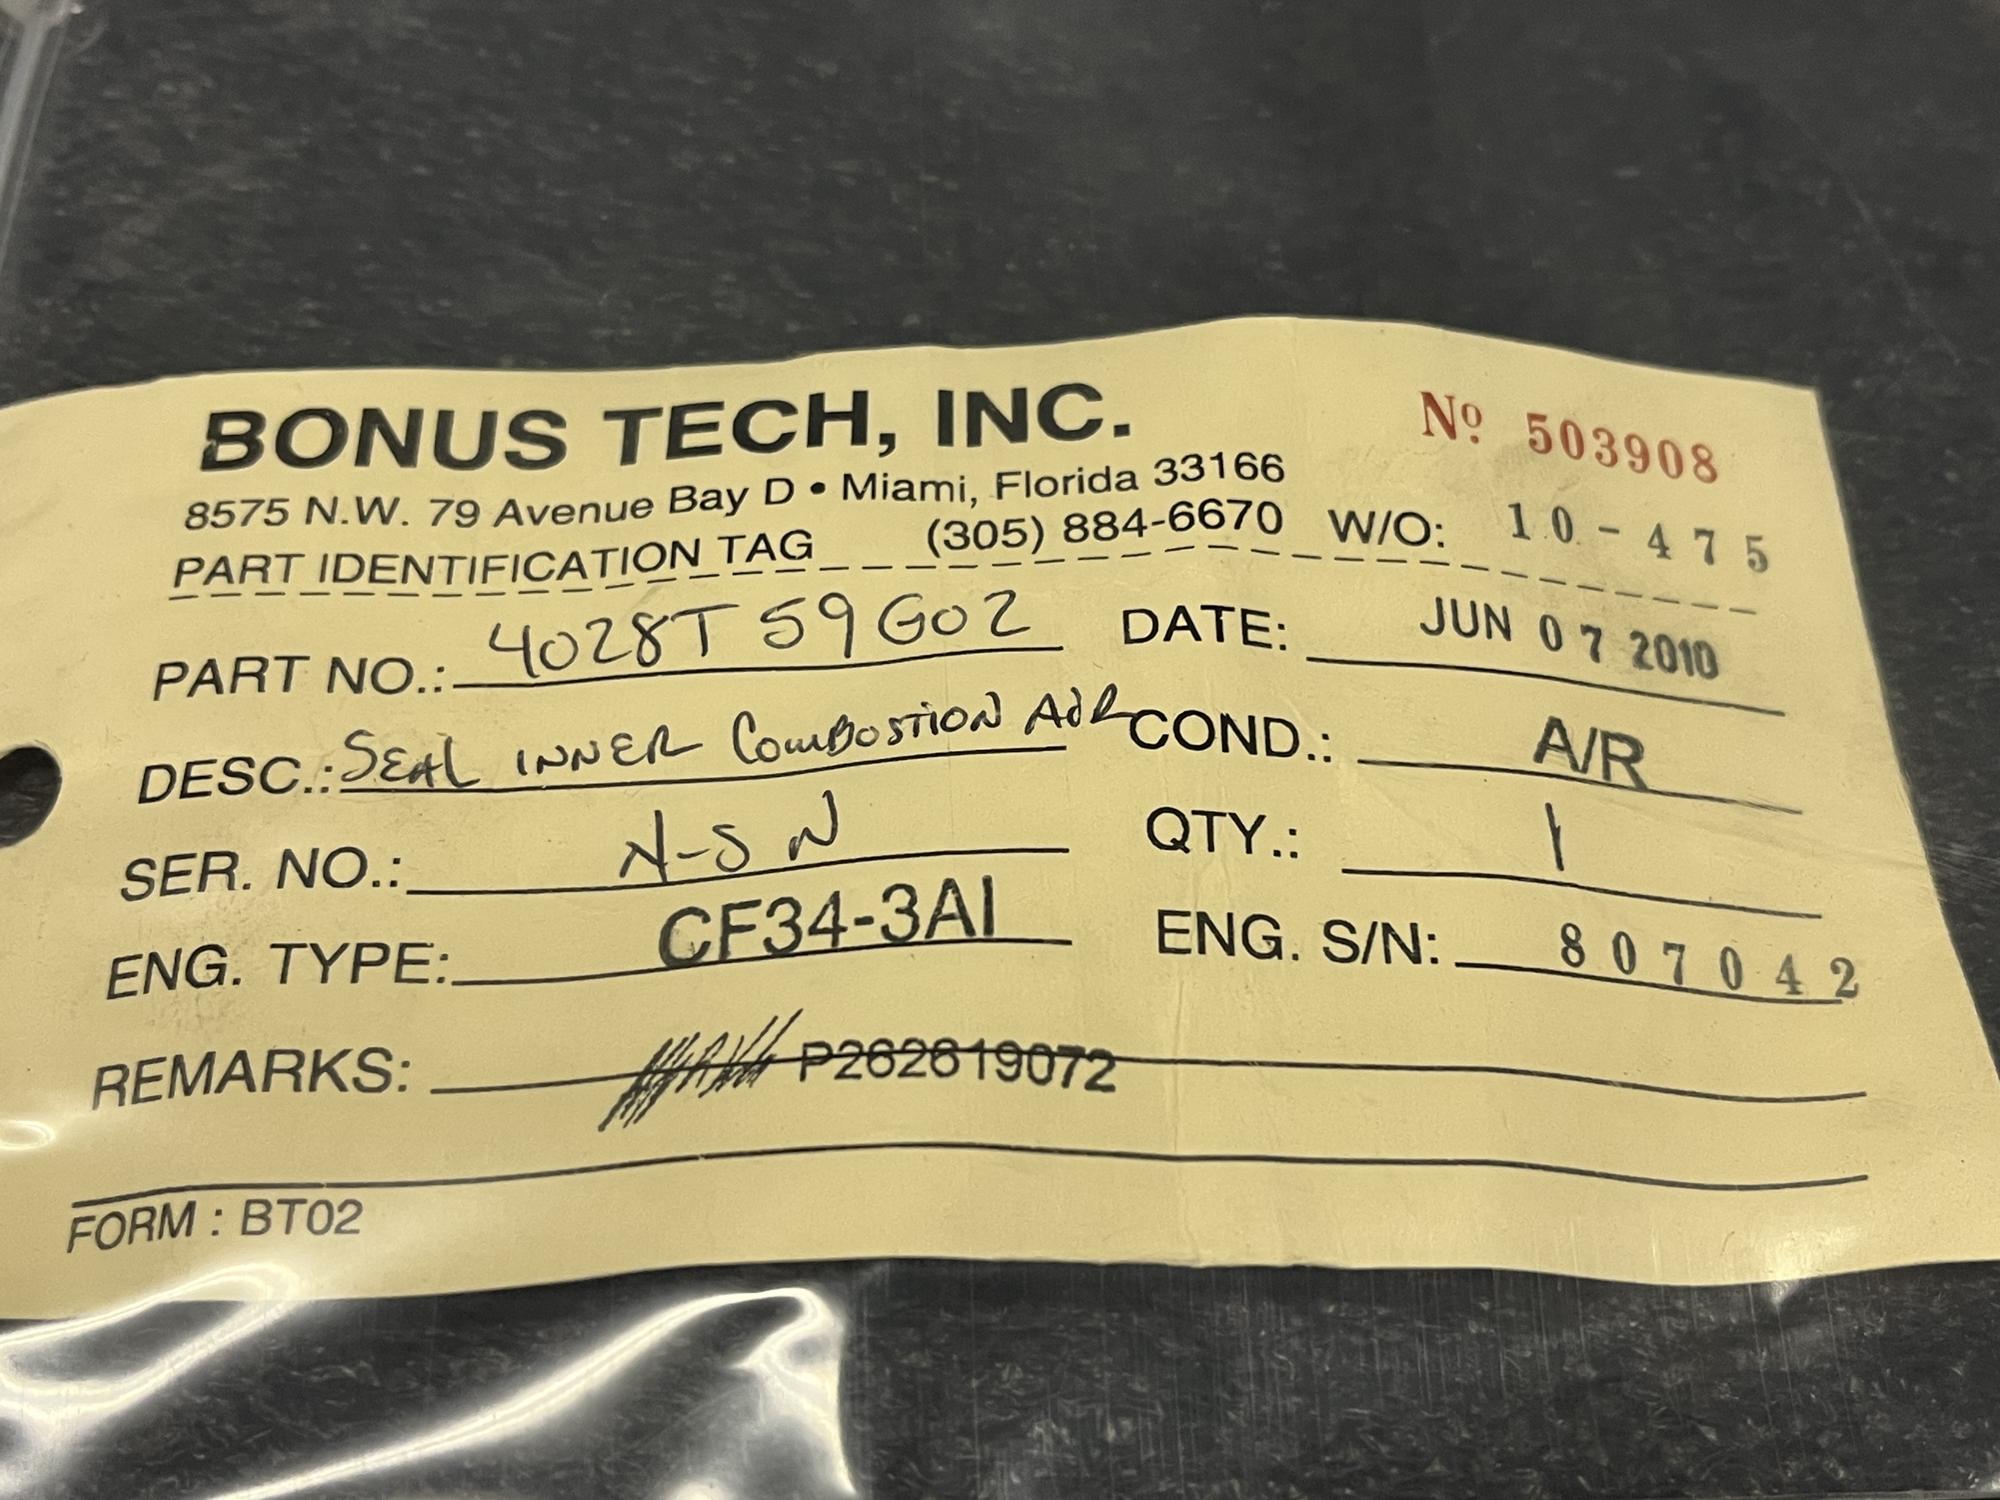 BONUS TECH, INC.
Nº 503908
8575 N.W. 79 Avenue Bay D • Miami, Florida 33166
PART IDENTIFICATION TAG (305) 884-6670 W/O: 10-475
PART NO.: 4028T59G02 DATE: JUN 07 2010
DESC.: SEAL INNER COMBOSTION AIR COND.: A/R
SER. NO.: N-SN QTY.: 1
ENG. TYPE: CF34-3A1 ENG. S/N: 807042
REMARKS: P262619072
FORM : BT02